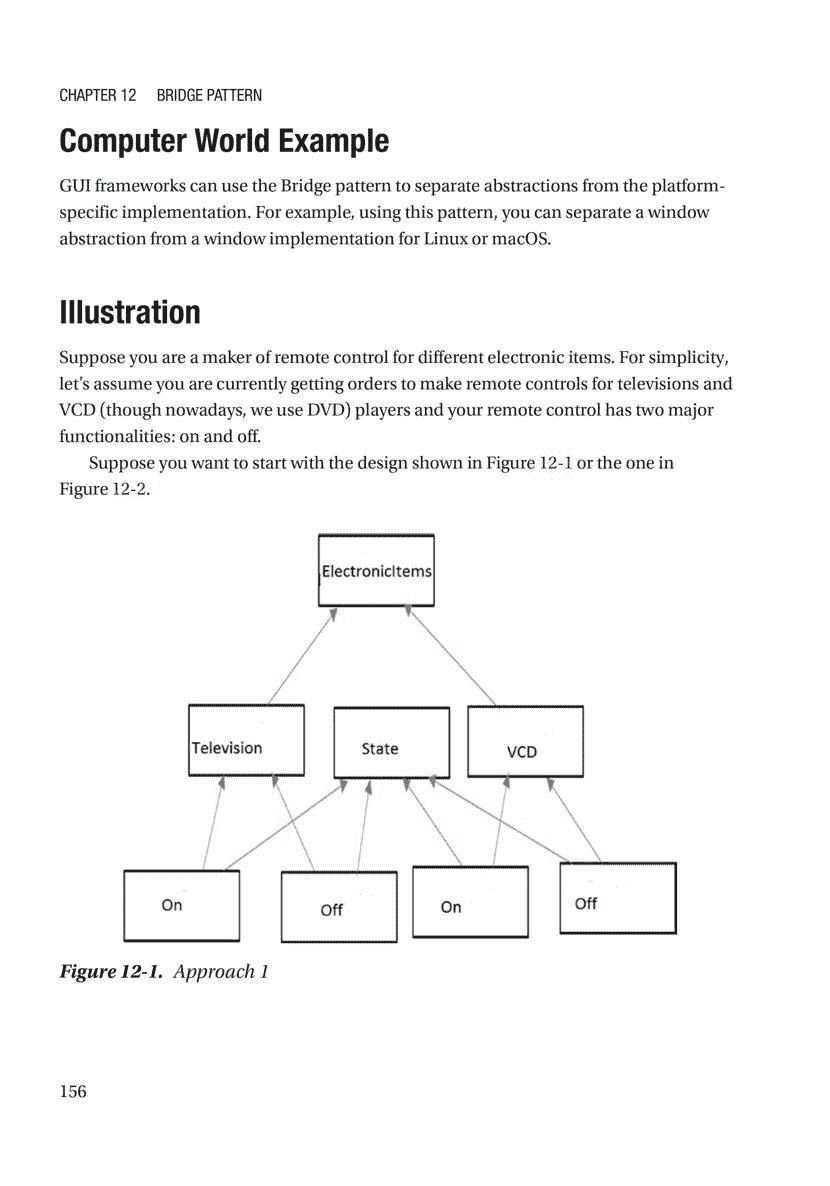 CHAPTER 12 BRIDGE PATTERN
Computer World Example
GUI frameworks can use the Bridge pattern to separate abstractions from the platform-
specific implementation. For example, using this pattern, you can separate a window
abstraction from a window implementation for Linux or macOS.
Illustration
Suppose you are a maker of remote control for different electronic items. For simplicity,
let’s assume you are currently getting orders to make remote controls for televisions and
VCD (though nowadays, we use DVD) players and your remote control has two major
functionalities: on and off.
Suppose you want to start with the design shown in Figure 12-1 or the one in
Figure 12-2.
ElectronicItems
Television
State
VCD
On
Off
On
Off
Figure 12-1. Approach 1
156